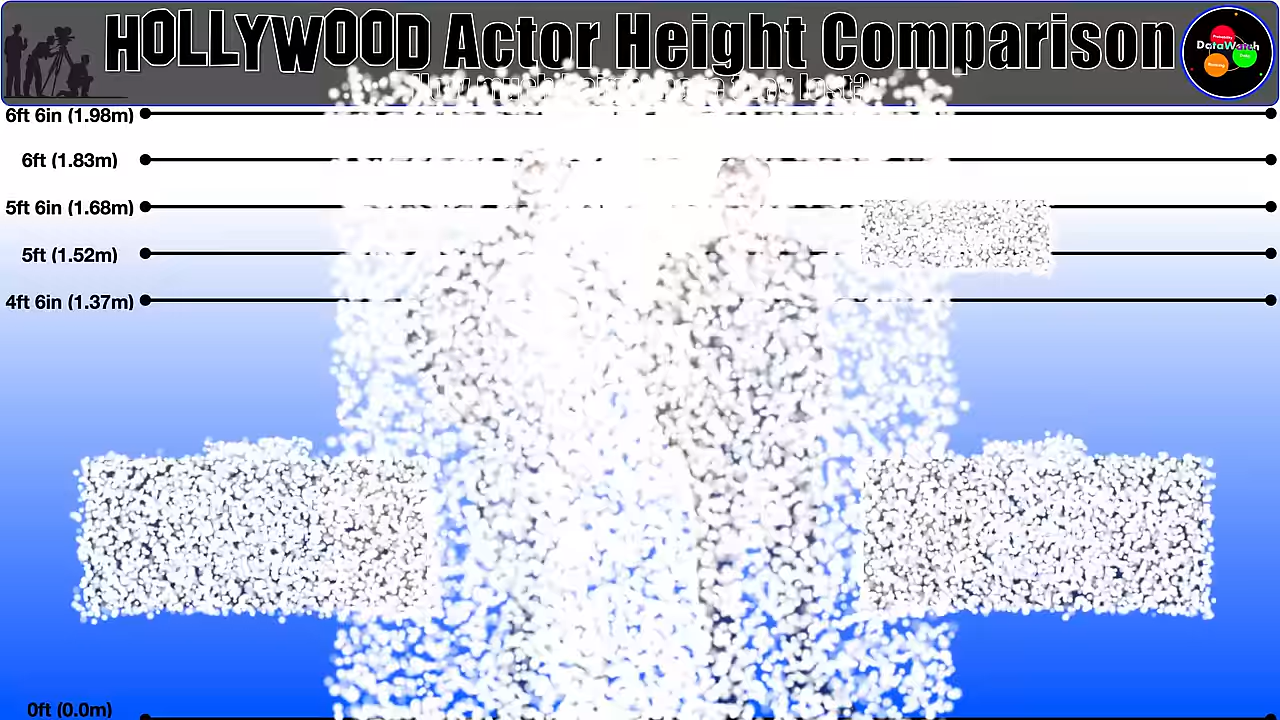 HOLLYWOOD Actor Height Comparison
DataWatch
6ft 6in (1.98m)
6ft (1.83m)
5ft 6in (1.68m)
5ft (1.52m)
4ft 6in (1.37m)
0ft (0.0m)